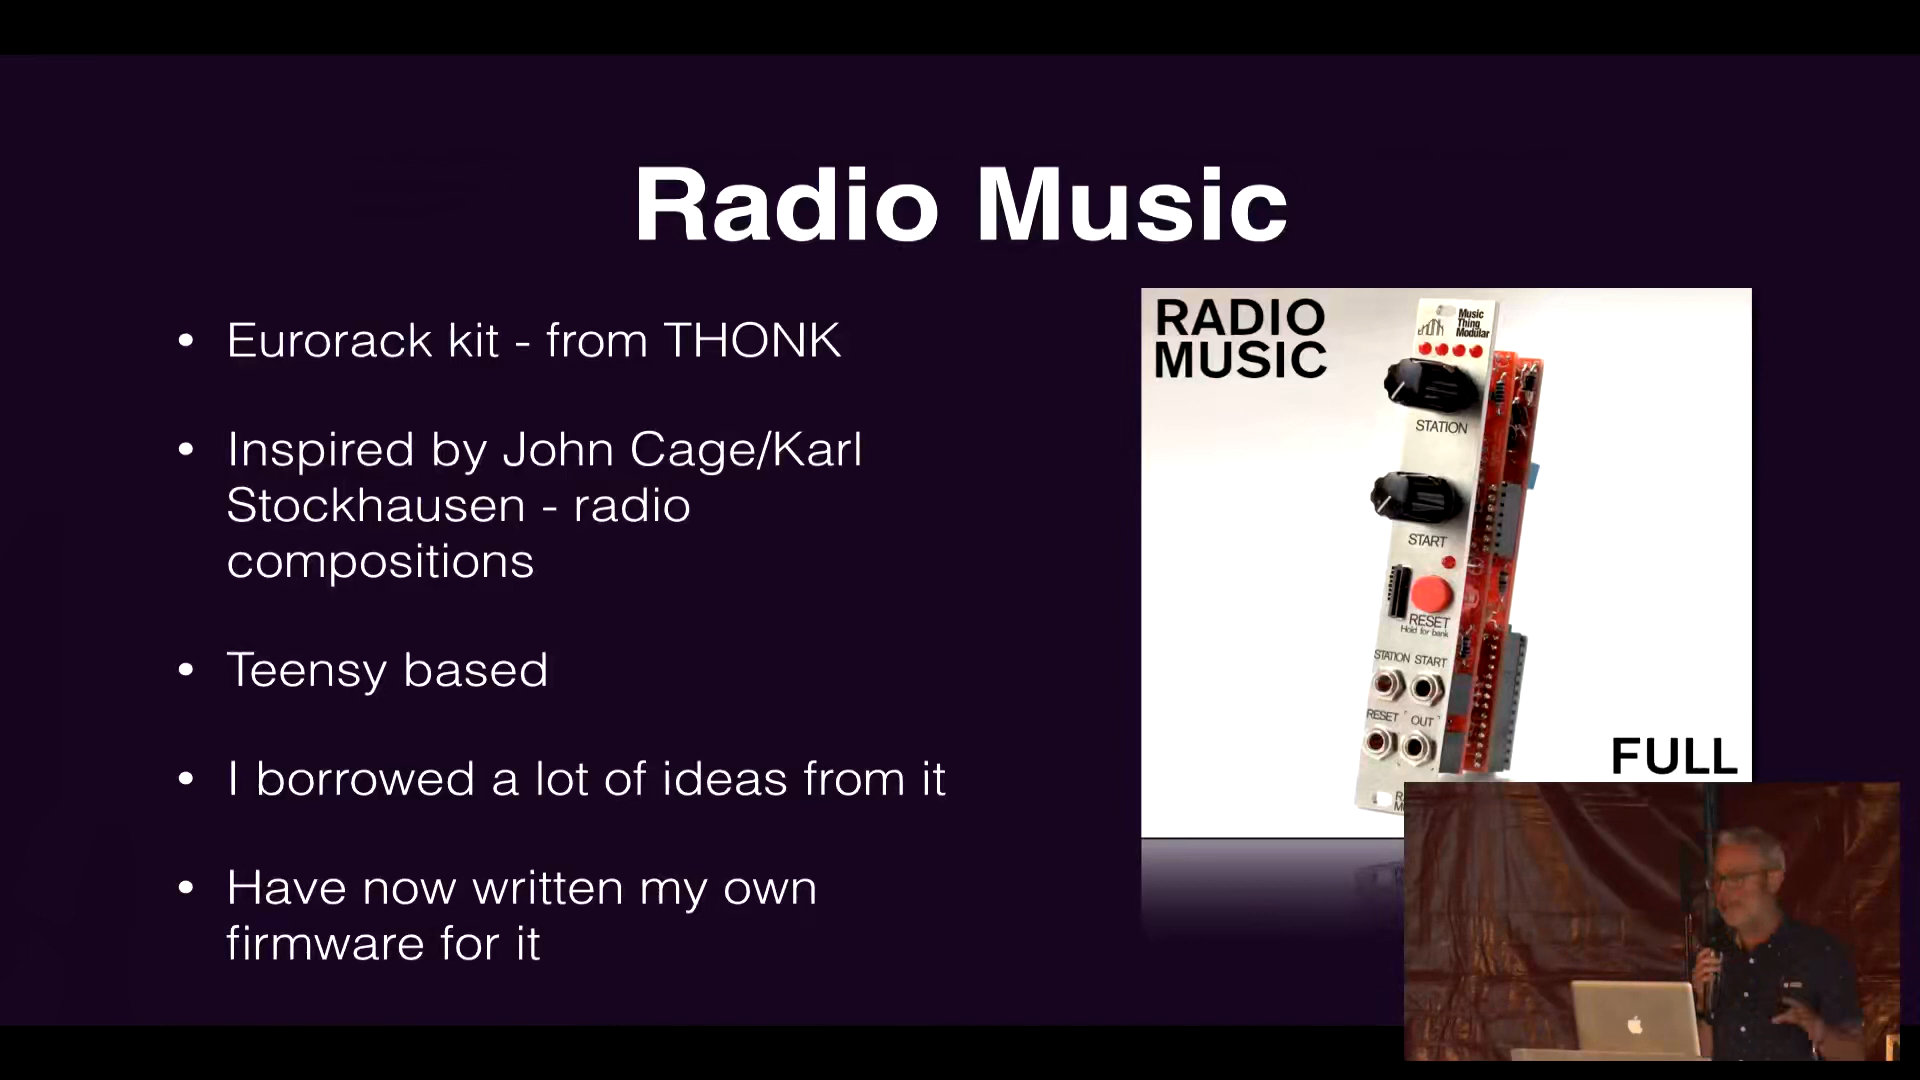 Radio Music
• Eurorack kit - from THONK
• Inspired by John Cage/Karl
Stockhausen - radio
compositions
• Teensy based
• I borrowed a lot of ideas from it
• Have now written my own
firmware for it
RADIO
MUSIC
Music
Thing
Modular
STATION
START
RESET
Hold for bank
STATION START
RESET OUT
FULL